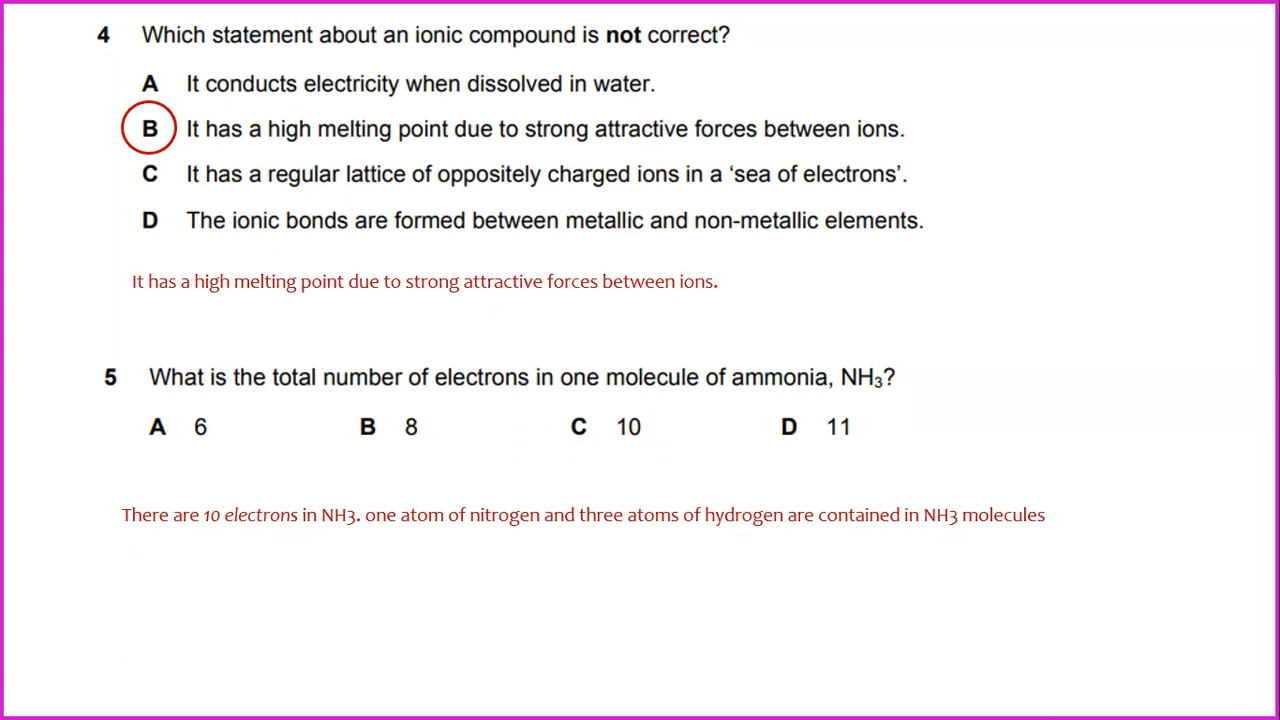 4 Which statement about an ionic compound is not correct?
A It conducts electricity when dissolved in water.
B It has a high melting point due to strong attractive forces between ions.
C It has a regular lattice of oppositely charged ions in a ‘sea of electrons’.
D The ionic bonds are formed between metallic and non-metallic elements.
It has a high melting point due to strong attractive forces between ions.
5 What is the total number of electrons in one molecule of ammonia, NH₃?
A 6 B 8 C 10 D 11
There are 10 electrons in NH3. one atom of nitrogen and three atoms of hydrogen are contained in NH3 molecules